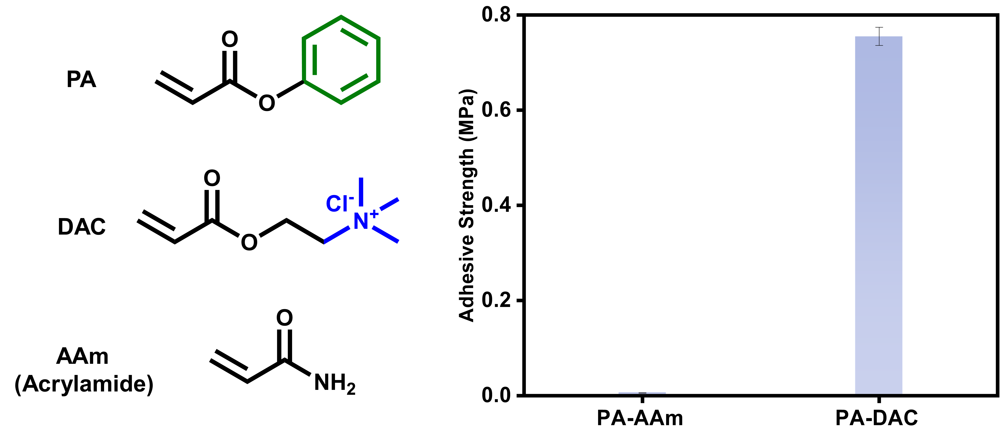 PA
O
O
DAC
O
O
Cl-
N+
AAm
(Acrylamide)
O
NH2
Adhesive Strength (MPa)
0.8
0.6
0.4
0.2
0.0
PA-AAm
PA-DAC